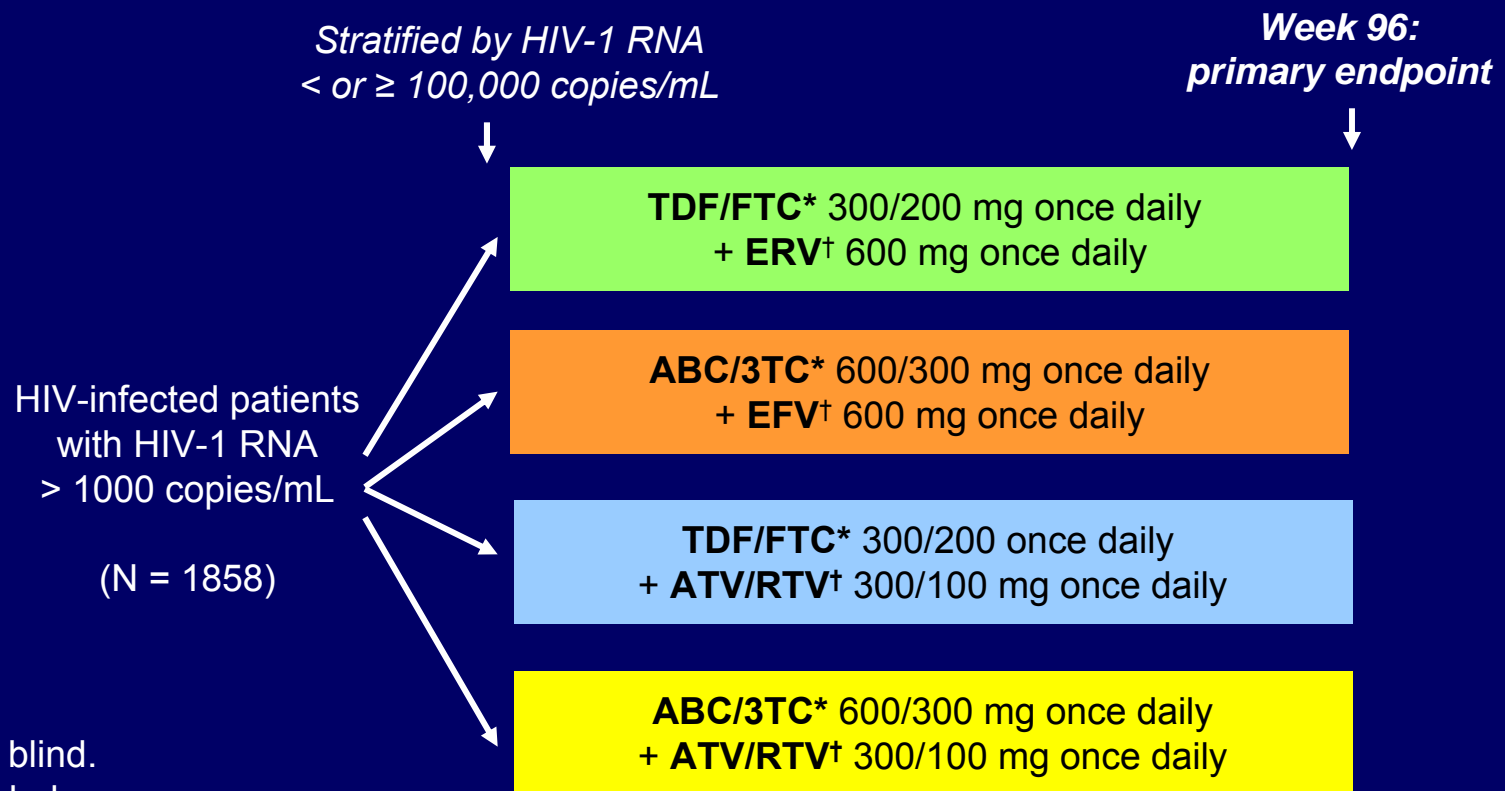 Stratified by HIV-1 RNA
< or ≥ 100,000 copies/mL
Week 96:
primary endpoint
TDF/FTC* 300/200 mg once daily
+ ERV† 600 mg once daily
ABC/3TC* 600/300 mg once daily
+ EFV† 600 mg once daily
HIV-infected patients
with HIV-1 RNA
> 1000 copies/mL
(N = 1858)
TDF/FTC* 300/200 once daily
+ ATV/RTV† 300/100 mg once daily
ABC/3TC* 600/300 mg once daily
+ ATV/RTV† 300/100 mg once daily
blind.